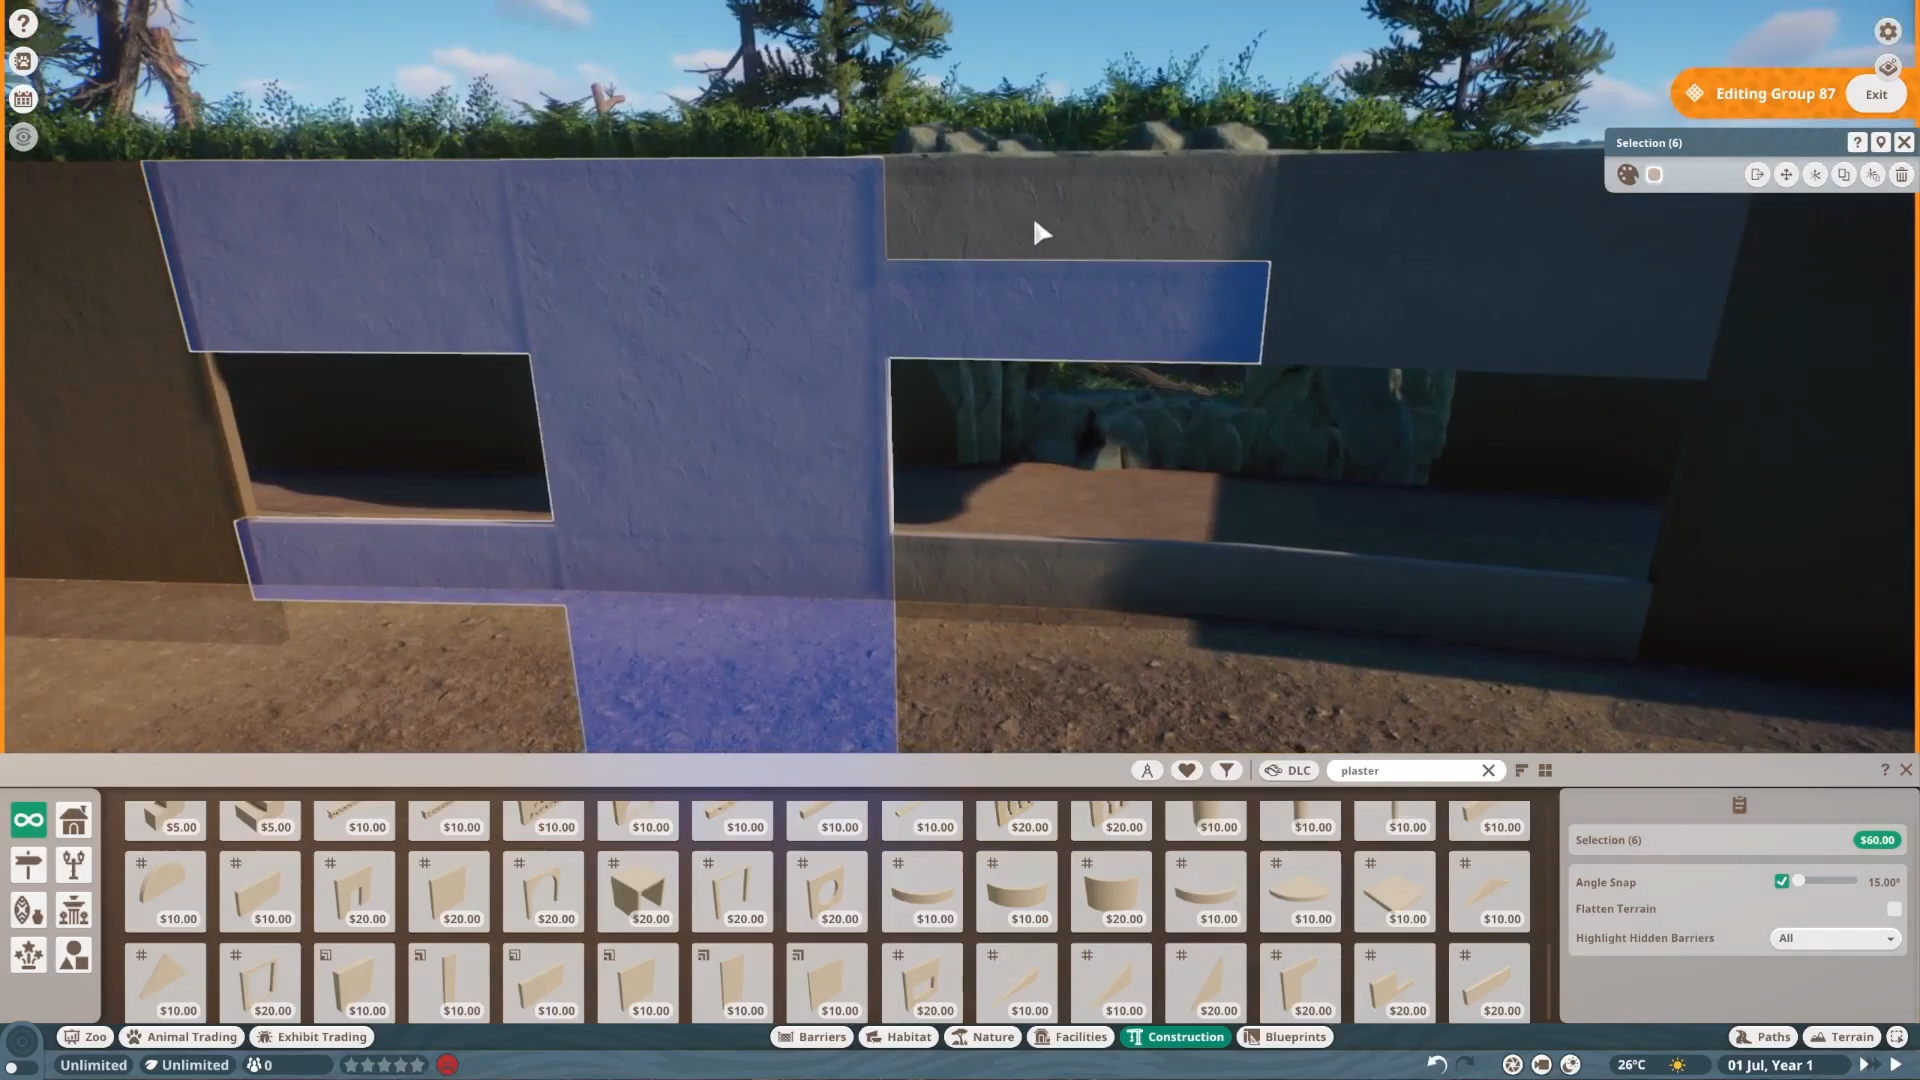 Editing Group 87
Exit
Selection (6)
?
?
DLC
plaster
?
$5.00 $5.00 $10.00 $10.00 $10.00 $10.00 $10.00 $10.00 $10.00 $20.00 $20.00 $10.00 $10.00 $10.00 $10.00
$10.00 $10.00 $20.00 $20.00 $20.00 $20.00 $20.00 $20.00 $10.00 $10.00 $20.00 $10.00 $10.00 $10.00 $10.00
$10.00 $20.00 $10.00 $10.00 $10.00 $10.00 $10.00 $10.00 $20.00 $10.00 $10.00 $10.00 $20.00 $20.00 $10.00
Selection (6) $60.00
Angle Snap 15.00°
Flatten Terrain
Highlight Hidden Barriers All
Zoo Animal Trading Exhibit Trading Barriers Habitat Nature Facilities Construction Blueprints Paths Terrain
Unlimited Unlimited 0 26°C 01 Jul, Year 1